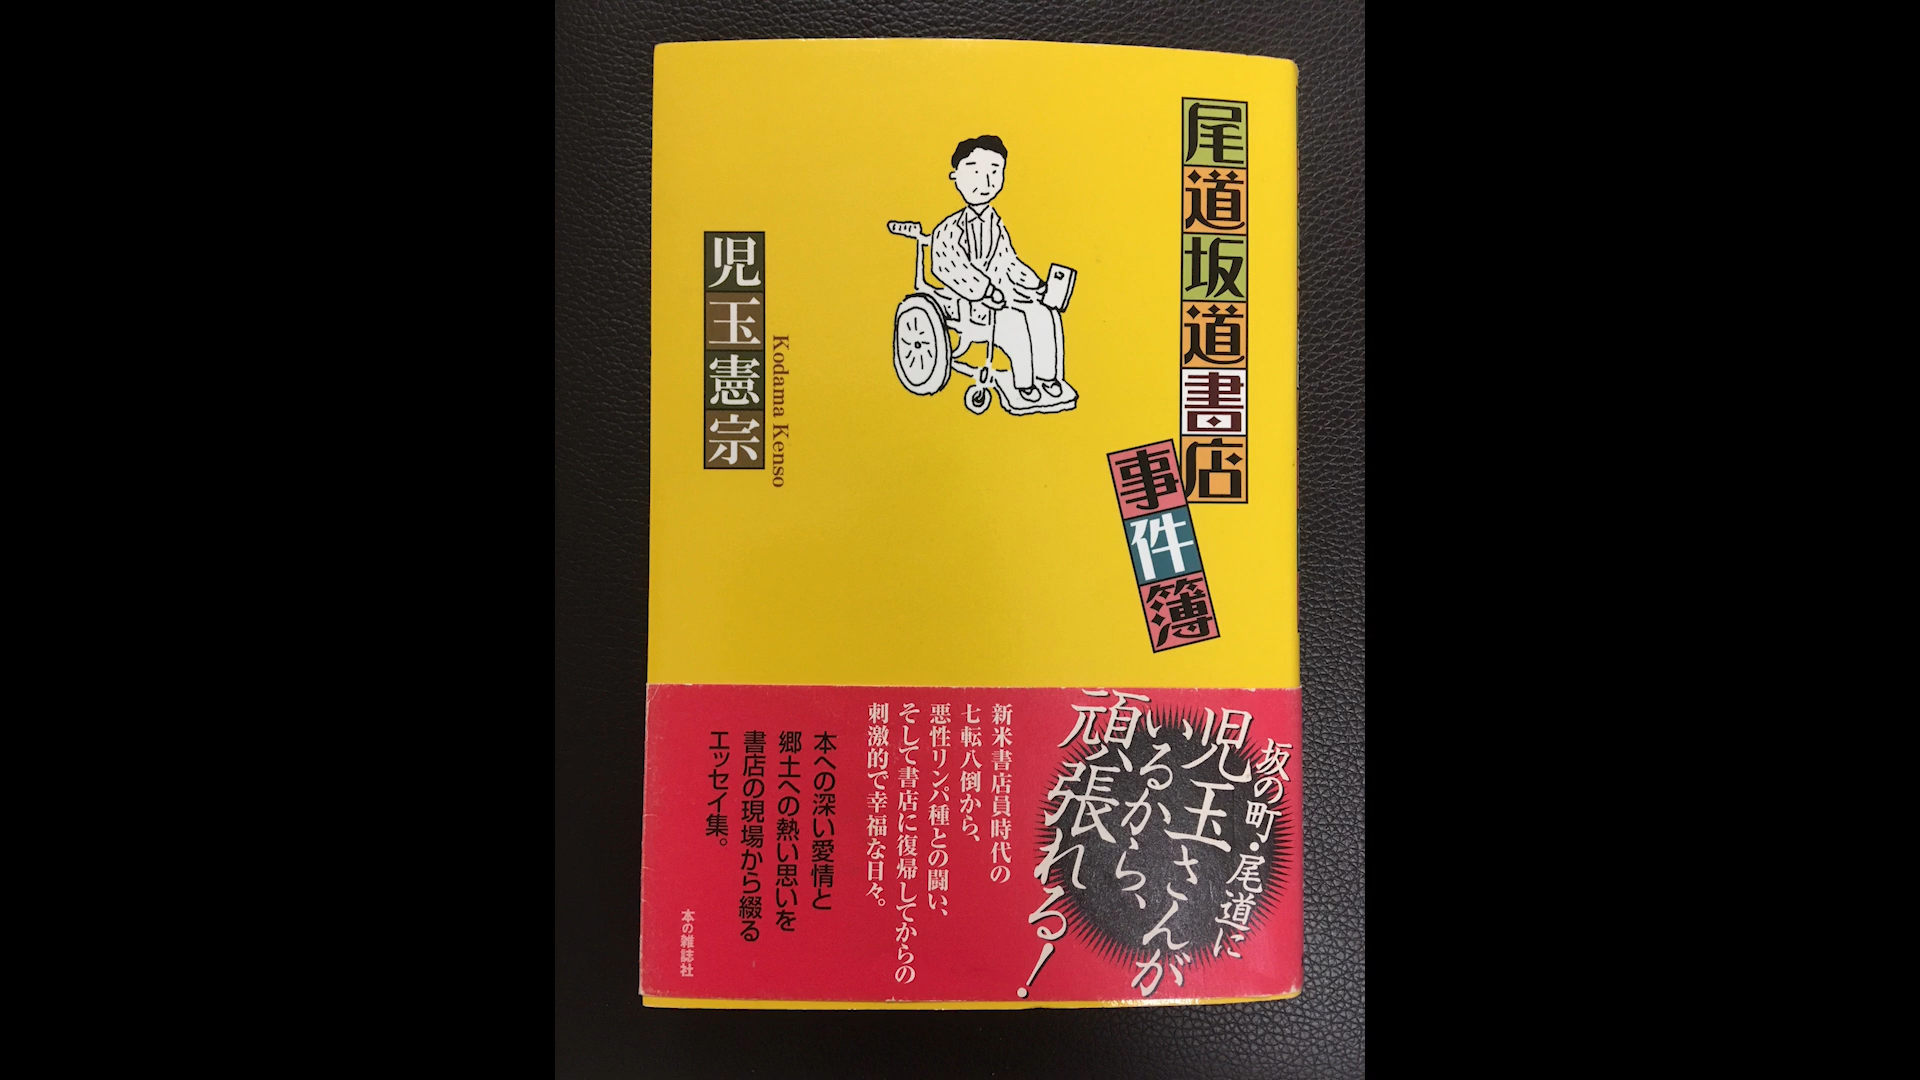 尾道坂道書店
事件簿
児玉憲宗
Kodama Kenso
坂の町・尾道に
児玉さんが
いるから、
頑張れる!
新米書店員時代の
七転八倒から、
悪性リンパ種との闘い、
そして書店に復帰してからの
刺激的で幸福な日々。
本への深い愛情と
郷土への熱い思いを
書店の現場から綴る
エッセイ集。
本の雑誌社